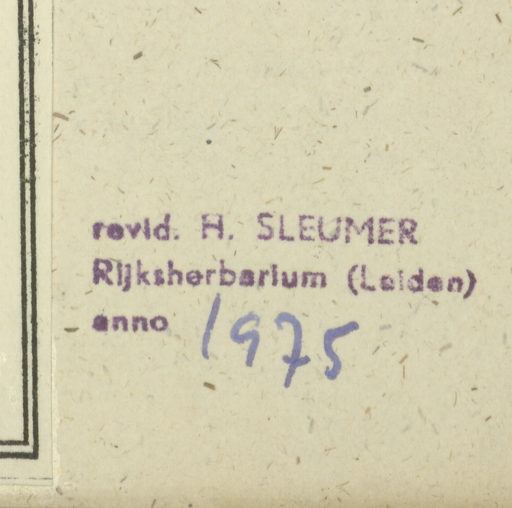 revid. H. SLEUMER
Rijksherbarium (Leiden)
anno 1975